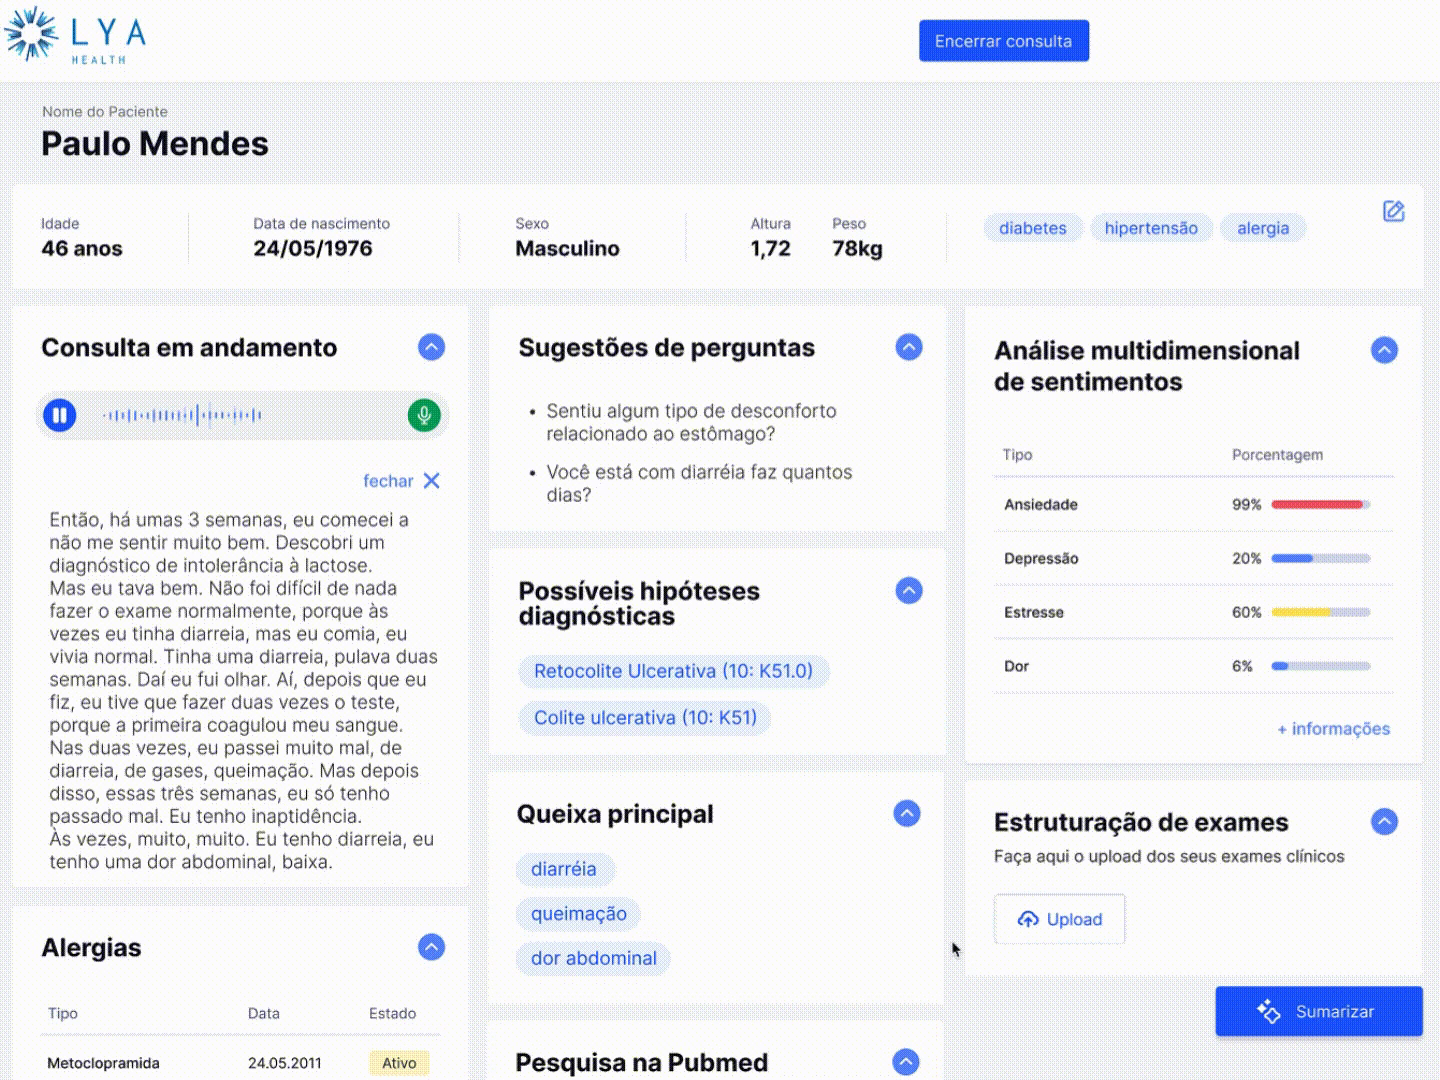 LYA
HEALTH
Encerrar consulta
Nome do Paciente
Paulo Mendes
Idade
46 anos
Data de nascimento
24/05/1976
Sexo
Masculino
Altura
1,72
Peso
78kg
diabetes
hipertensão
alergia
Consulta em andamento
fechar
Então, há umas 3 semanas, eu comecei a
não me sentir muito bem. Descobri um
diagnóstico de intolerância à lactose.
Mas eu tava bem. Não foi difícil de nada
fazer o exame normalmente, porque às
vezes eu tinha diarreia, mas eu comia, eu
vivia normal. Tinha uma diarreia, pulava duas
semanas. Daí eu fui olhar. Aí, depois que eu
fiz, eu tive que fazer duas vezes o teste,
porque a primeira coagulou meu sangue.
Nas duas vezes, eu passei muito mal, de
diarreia, de gases, queimação. Mas depois
disso, essas três semanas, eu só tenho
passado mal. Eu tenho inaptidência.
Às vezes, muito, muito. Eu tenho diarreia, eu
tenho uma dor abdominal, baixa.
Alergias
Tipo Data Estado
Metoclopramida 24.05.2011 Ativo
Sugestões de perguntas
• Sentiu algum tipo de desconforto
relacionado ao estômago?
• Você está com diarréia faz quantos
dias?
Possíveis hipóteses
diagnósticas
Retocolite Ulcerativa (10: K51.0)
Colite ulcerativa (10: K51)
Queixa principal
diarréia
queimação
dor abdominal
Pesquisa na Pubmed
Análise multidimensional
de sentimentos
Tipo Porcentagem
Ansiedade 99%
Depressão 20%
Estresse 60%
Dor 6%
+ informações
Estruturação de exames
Faça aqui o upload dos seus exames clínicos
Upload
Sumarizar